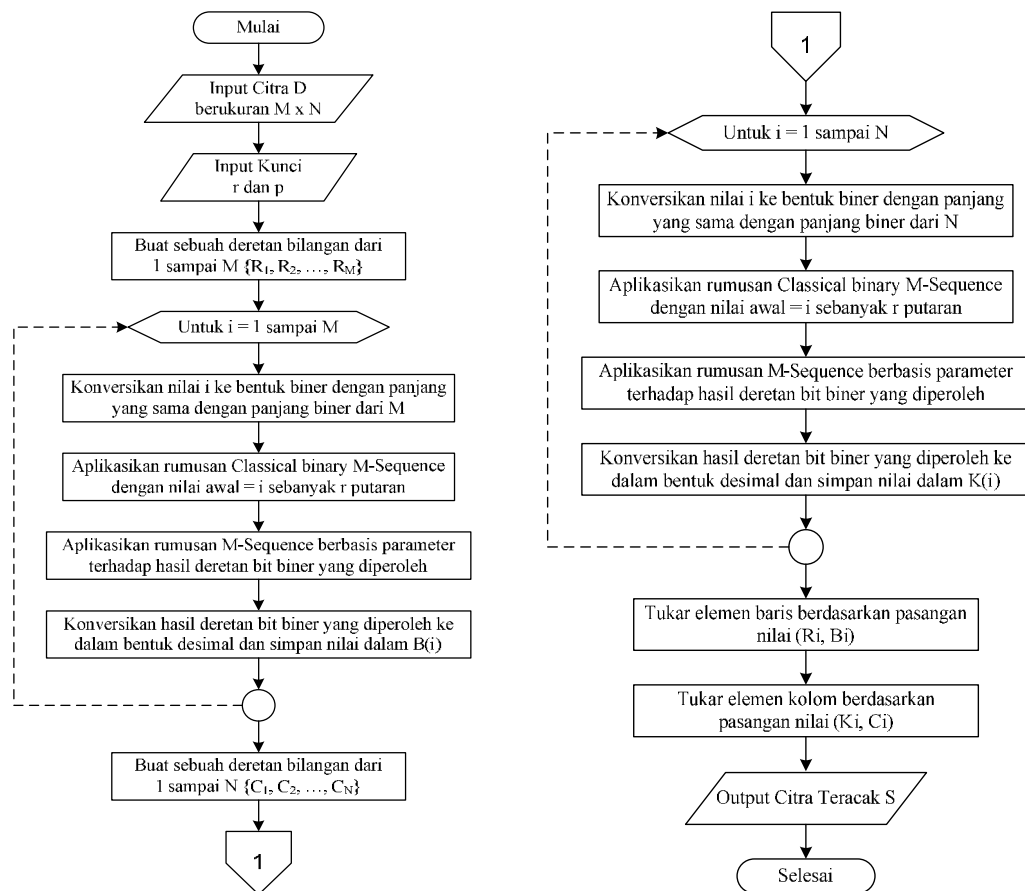 Mulai
Input Citra D
berukuran M x N
Input Kunci
r dan p
Buat sebuah deretan bilangan dari
1 sampai M {R₁, R₂, …, R_M}
Untuk i = 1 sampai M
Konversikan nilai i ke bentuk biner dengan panjang
yang sama dengan panjang biner dari M
Aplikasikan rumusan Classical binary M-Sequence
dengan nilai awal = i sebanyak r putaran
Aplikasikan rumusan M-Sequence berbasis parameter
terhadap hasil deretan bit biner yang diperoleh
Konversikan hasil deretan bit biner yang diperoleh ke
dalam bentuk desimal dan simpan nilai dalam B(i)
Buat sebuah deretan bilangan dari
1 sampai N {C₁, C₂, …, C_N}
1
1
Untuk i = 1 sampai N
Konversikan nilai i ke bentuk biner dengan panjang
yang sama dengan panjang biner dari N
Aplikasikan rumusan Classical binary M-Sequence
dengan nilai awal = i sebanyak r putaran
Aplikasikan rumusan M-Sequence berbasis parameter
terhadap hasil deretan bit biner yang diperoleh
Konversikan hasil deretan bit biner yang diperoleh ke
dalam bentuk desimal dan simpan nilai dalam K(i)
Tukar elemen baris berdasarkan pasangan
nilai (Ri, Bi)
Tukar elemen kolom berdasarkan
pasangan nilai (Ki, Ci)
Output Citra Teracak S
Selesai